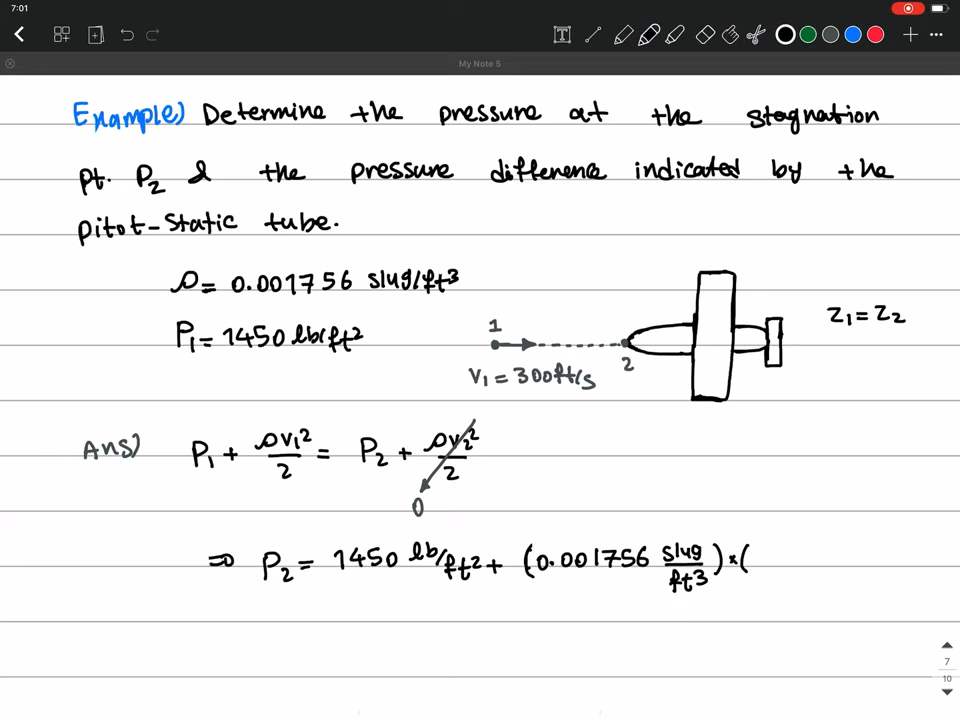 7:01
My Note 5
Example) Determine the pressure at the stagnation
pt. P₂ & the pressure difference indicated by the
pitot-static tube.
ρ = 0.001756 slug/ft³
P₁ = 1450 lb/ft²
1
2
V₁ = 300ft/s
Z₁ = Z₂
Ans) P₁ + ρV₁²/2 = P₂ + ρV₂²/2
0
⇒ P₂ = 1450 lb/ft² + (0.001756 slug/ft3) * (
7
10